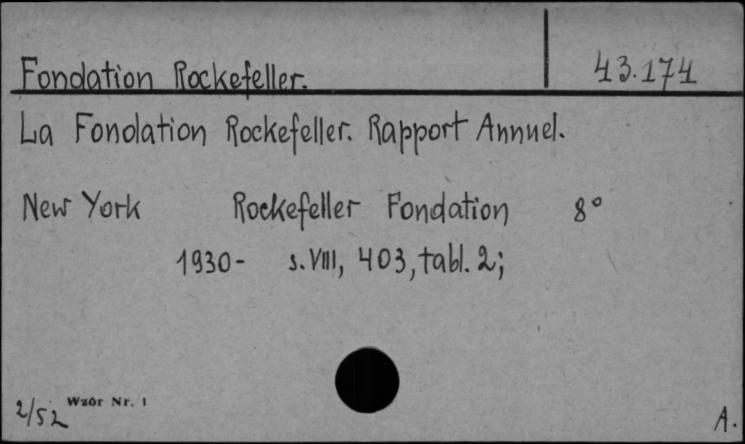 Fondation Rockefeller. 43.174
La Fondation Rockefeller. Rapport Annuel.
New York Rockefeller Fondation 8°
1930- s. VIII, 403, tabl. 2;
2/52 Wzór Nr. 1
A.